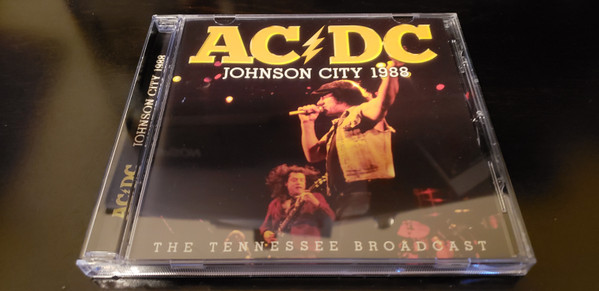 AC⚡DC
JOHNSON CITY 1988
THE TENNESSEE BROADCAST
AC⚡DC
JOHNSON CITY 1988